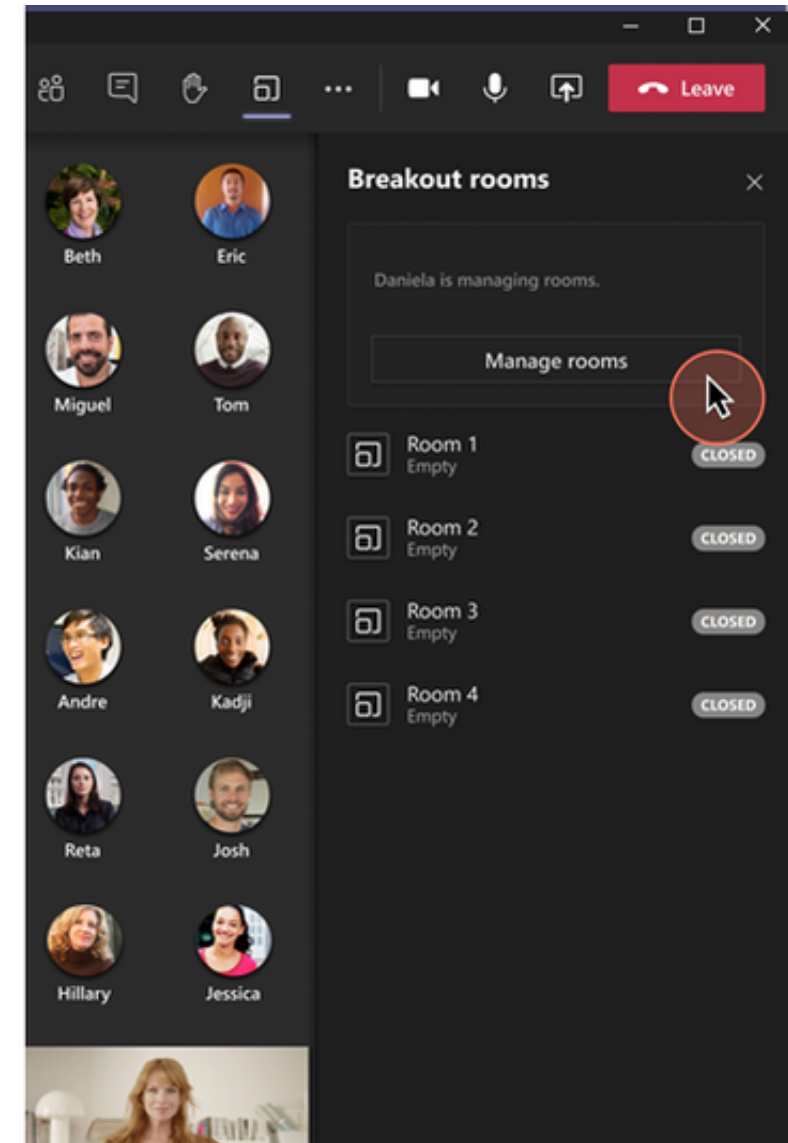 Leave
Beth
Eric
Miguel
Tom
Kian
Serena
Andre
Kadji
Reta
Josh
Hillary
Jessica
Breakout rooms
Daniela is managing rooms.
Manage rooms
Room 1
Empty
CLOSED
Room 2
Empty
CLOSED
Room 3
Empty
CLOSED
Room 4
Empty
CLOSED